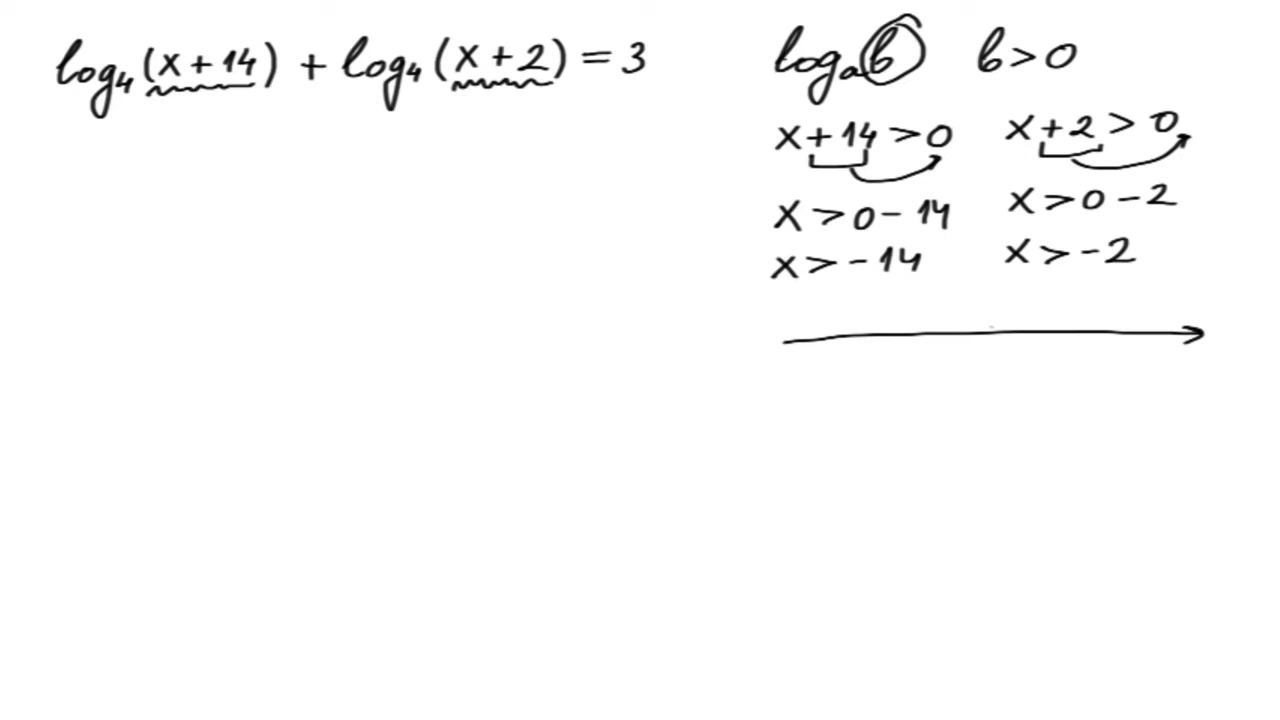 log₄(x+14) + log₄(x+2) = 3
logₐb b>0
x+14>0 x+2>0
x>0-14 x>0-2
x>-14 x>-2